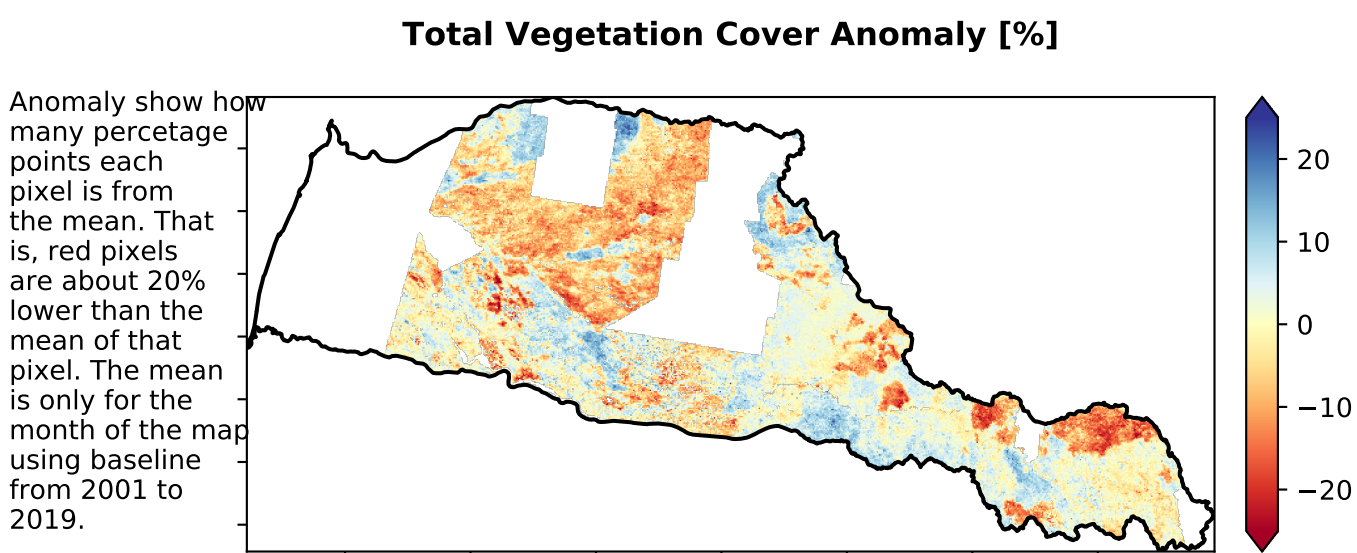 Total Vegetation Cover Anomaly [%]
Anomaly show how
many percetage
points each
pixel is from
the mean. That
is, red pixels
are about 20%
lower than the
mean of that
pixel. The mean
is only for the
month of the map
using baseline
from 2001 to
2019.
20
10
0
−10
−20